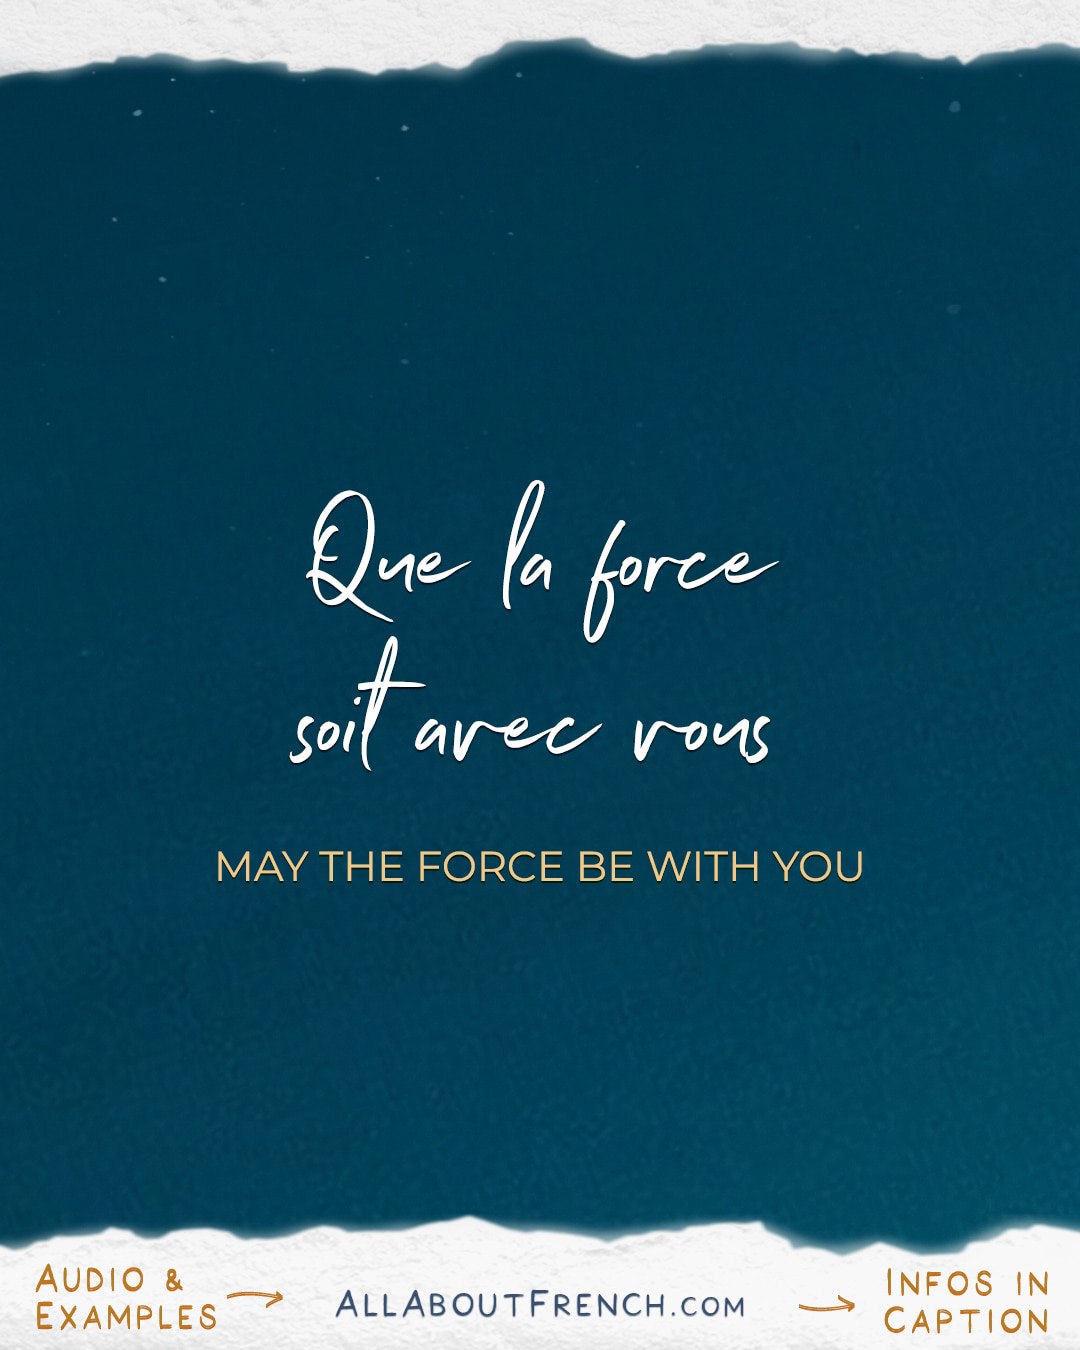 Que la force
soit avec vous
MAY THE FORCE BE WITH YOU
AUDIO &
EXAMPLES
ALLABOUTFRENCH.COM
INFOS IN
CAPTION